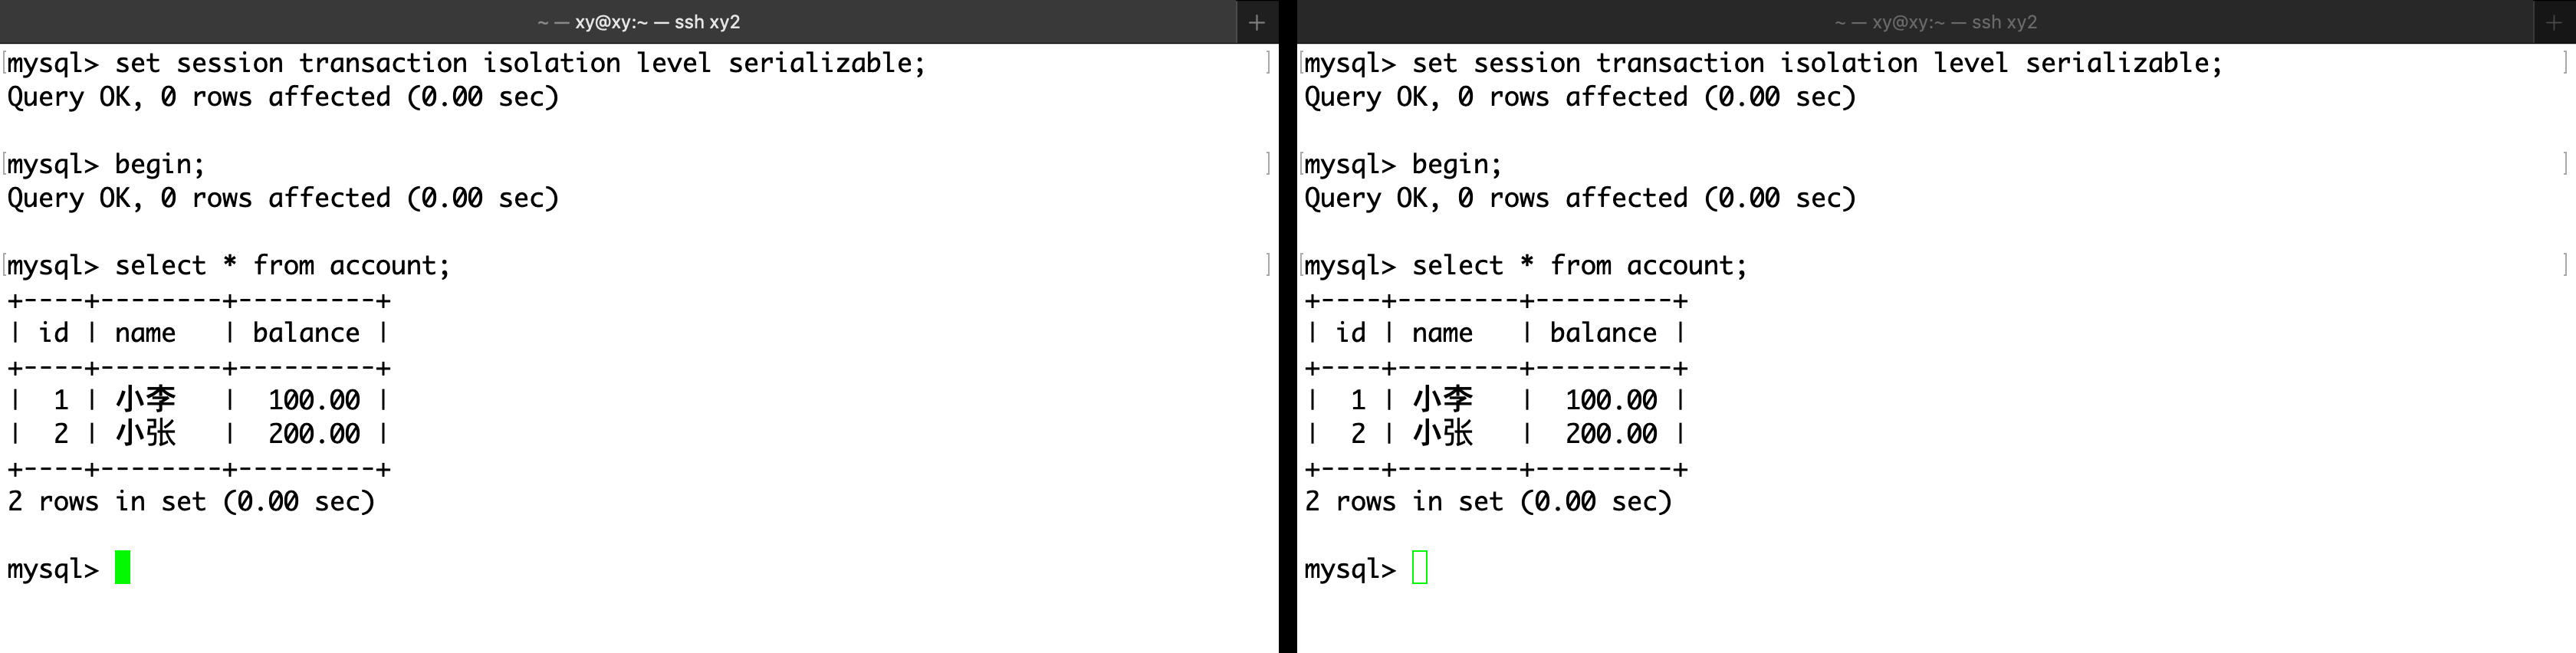 ~ — xy@xy:~ — ssh xy2
mysql> set session transaction isolation level serializable;
Query OK, 0 rows affected (0.00 sec)
mysql> begin;
Query OK, 0 rows affected (0.00 sec)
mysql> select * from account;
+----+--------+---------+
| id | name   | balance |
+----+--------+---------+
|  1 | 小李   |  100.00 |
|  2 | 小张   |  200.00 |
+----+--------+---------+
2 rows in set (0.00 sec)
mysql>
~ — xy@xy:~ — ssh xy2
mysql> set session transaction isolation level serializable;
Query OK, 0 rows affected (0.00 sec)
mysql> begin;
Query OK, 0 rows affected (0.00 sec)
mysql> select * from account;
+----+--------+---------+
| id | name   | balance |
+----+--------+---------+
|  1 | 小李   |  100.00 |
|  2 | 小张   |  200.00 |
+----+--------+---------+
2 rows in set (0.00 sec)
mysql>